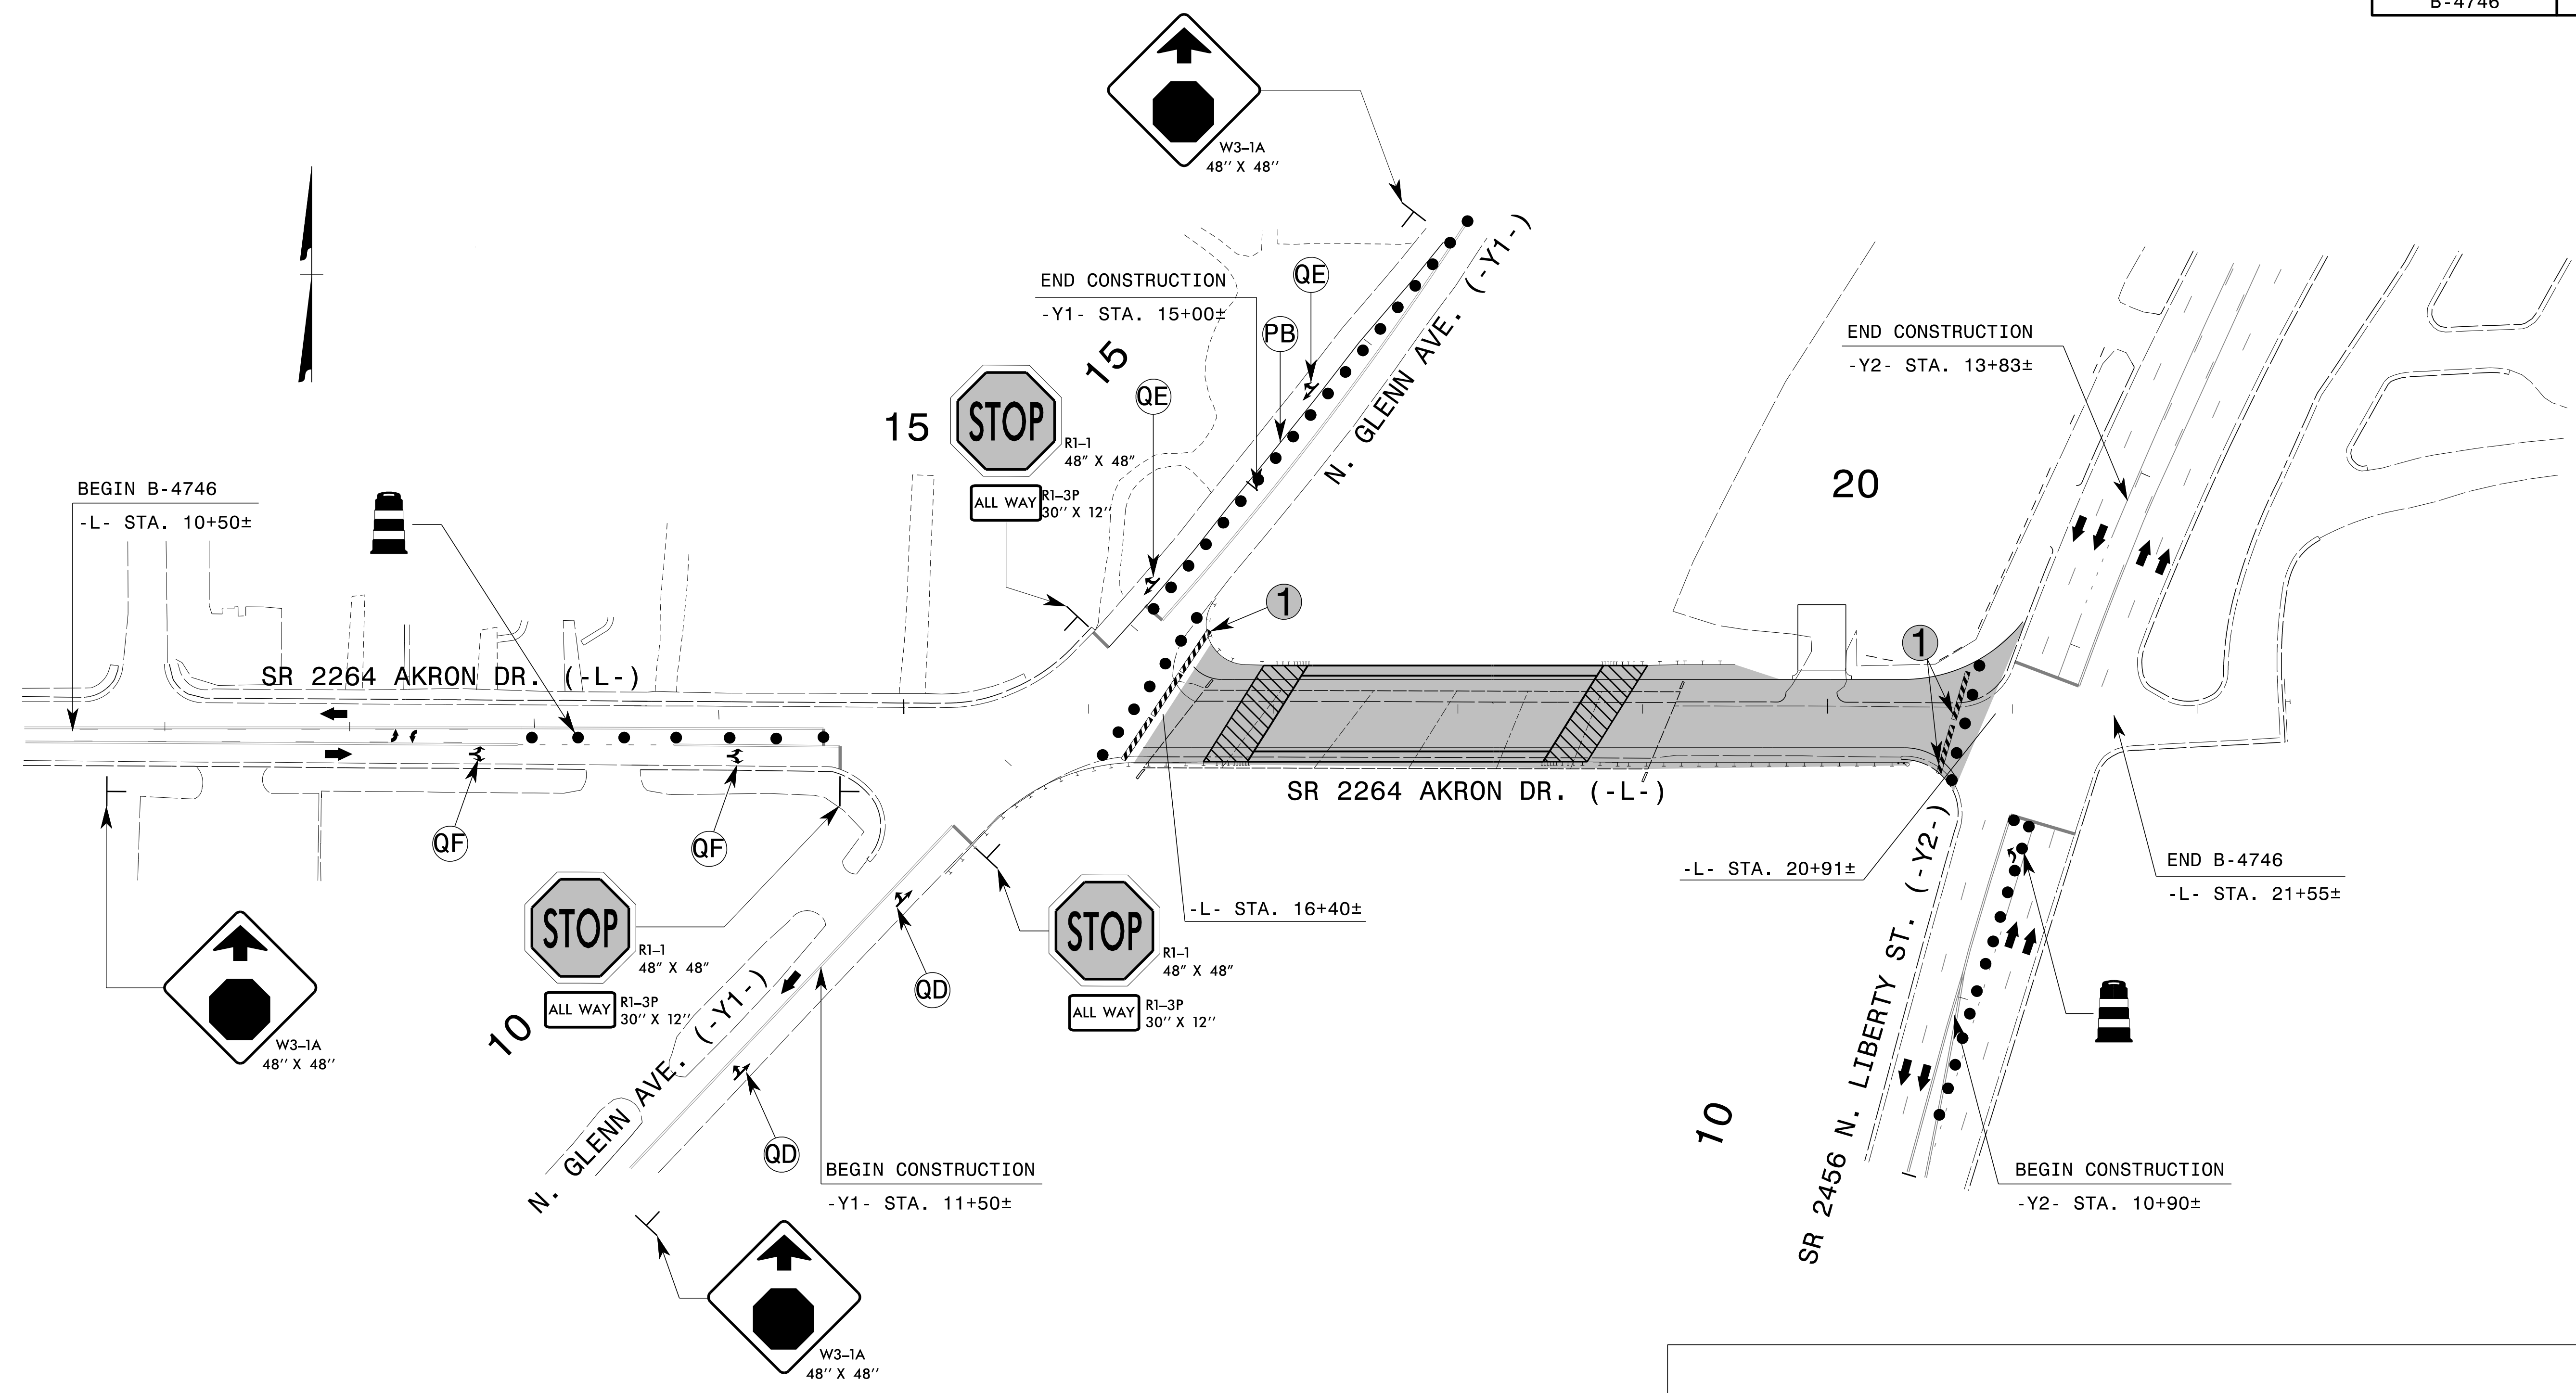 B-4746
W3-1A
48'' X 48''
END CONSTRUCTION
-Y1- STA. 15+00±
QE
PB
QE
N. GLENN AVE. (-Y1-)
15
15
STOP
R1-1
48" X 48"
ALL WAY
R1-3P
30'' X 12''
END CONSTRUCTION
-Y2- STA. 13+83±
20
BEGIN B-4746
-L- STA. 10+50±
SR 2264 AKRON DR. (-L-)
1
1
SR 2264 AKRON DR. (-L-)
QF
QF
STOP
R1-1
48" X 48"
ALL WAY
R1-3P
30'' X 12''
STOP
R1-1
48" X 48"
ALL WAY
R1-3P
30'' X 12''
-L- STA. 16+40±
-L- STA. 20+91±
END B-4746
-L- STA. 21+55±
W3-1A
48'' X 48''
10
N. GLENN AVE. (-Y1-)
QD
QD
BEGIN CONSTRUCTION
-Y1- STA. 11+50±
10
SR 2456 N. LIBERTY ST. (-Y2-)
BEGIN CONSTRUCTION
-Y2- STA. 10+90±
W3-1A
48'' X 48''